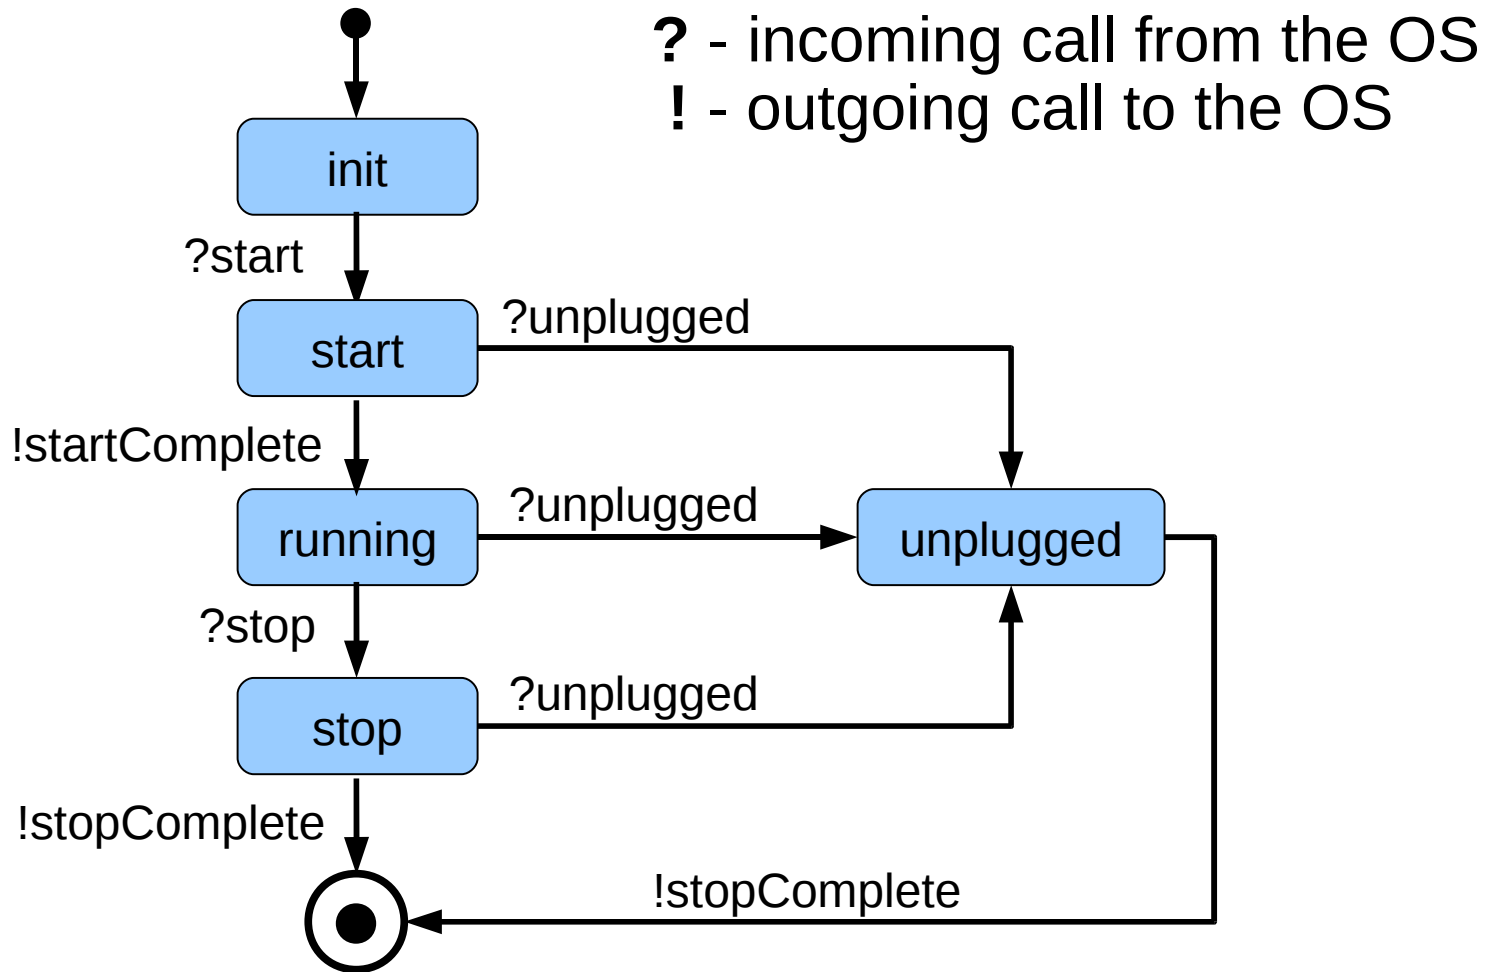 ? - incoming call from the OS
! - outgoing call to the OS
init
?start
start
?unplugged
!startComplete
running
?unplugged
unplugged
?stop
stop
?unplugged
!stopComplete
!stopComplete